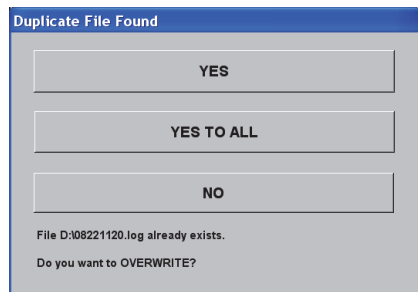 Duplicate File Found
YES
YES TO ALL
NO
File D:\08221120.log already exists.
Do you want to OVERWRITE?